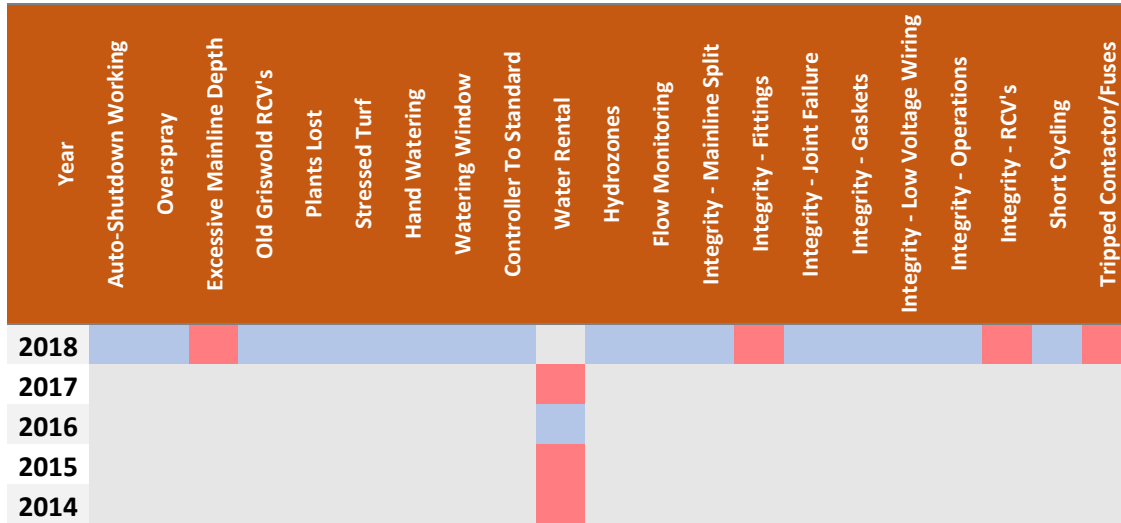 Year
Auto-Shutdown Working
Overspray
Excessive Mainline Depth
Old Griswold RCV's
Plants Lost
Stressed Turf
Hand Watering
Watering Window
Controller To Standard
Water Rental
Hydrozones
Flow Monitoring
Integrity - Mainline Split
Integrity - Fittings
Integrity - Joint Failure
Integrity - Gaskets
Integrity - Low Voltage Wiring
Integrity - Operations
Integrity - RCV's
Short Cycling
Tripped Contactor/Fuses
2018
2017
2016
2015
2014